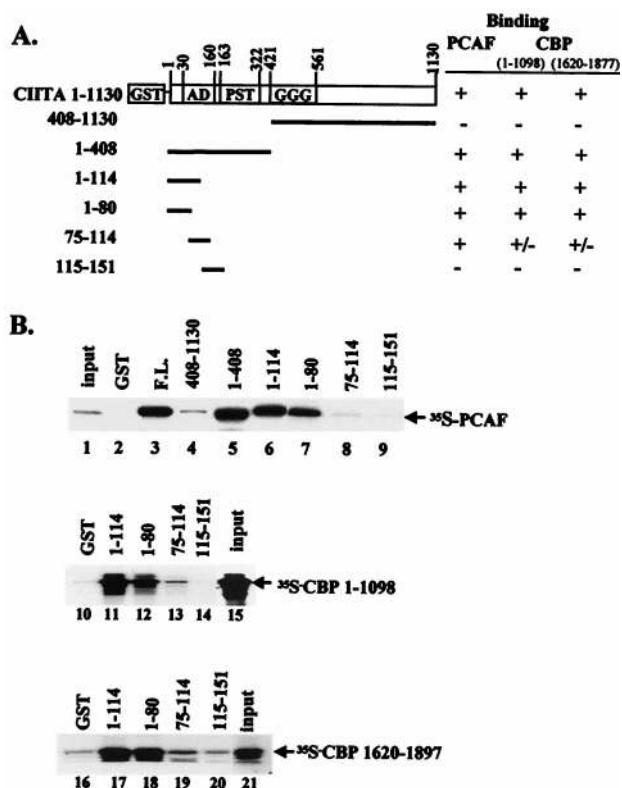 A.
Binding
PCAF CBP
(1-1098) (1620-1877)
1 30 160 163 322 421 561 1130
CIITA 1-1130 GST AD PST GGG + + +
408-1130 - - -
1-408 + + +
1-114 + + +
1-80 + + +
75-114 + +/- +/-
115-151 - - -
B.
input GST F.L. 408-1130 1-408 1-114 1-80 75-114 115-151
35S-PCAF
1 2 3 4 5 6 7 8 9
GST 1-114 1-80 75-114 115-151 input
35S-CBP 1-1098
10 11 12 13 14 15
GST 1-114 1-80 75-114 115-151 input
35S-CBP 1620-1897
16 17 18 19 20 21